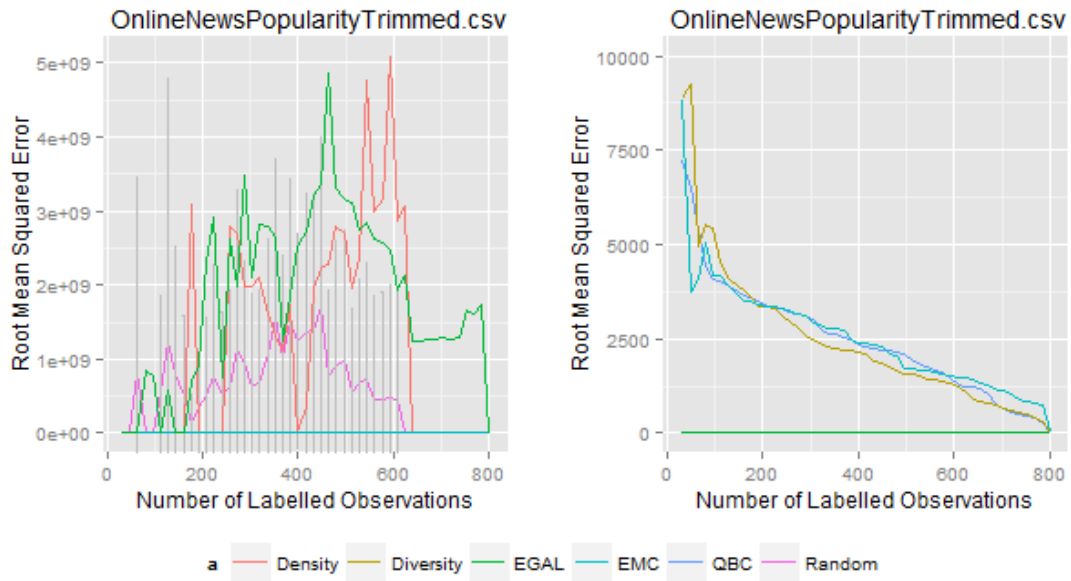 OnlineNewsPopularityTrimmed.csv
Root Mean Squared Error
5e+09
4e+09
3e+09
2e+09
1e+09
0e+00
0 200 400 600 800
Number of Labelled Observations
OnlineNewsPopularityTrimmed.csv
Root Mean Squared Error
10000
7500
5000
2500
0
0 200 400 600 800
Number of Labelled Observations
a Density Diversity EGAL EMC QBC Random